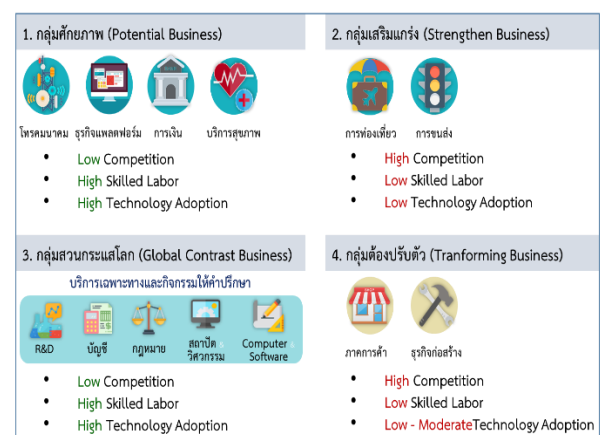 1. กลุ่มศักยภาพ (Potential Business)
โทรคมนาคม ธุรกิจแพลตฟอร์ม การเงิน บริการสุขภาพ
• Low Competition
• High Skilled Labor
• High Technology Adoption
2. กลุ่มเสริมแกร่ง (Strengthen Business)
การท่องเที่ยว การขนส่ง
• High Competition
• Low Skilled Labor
• Low Technology Adoption
3. กลุ่มสวนกระแสโลก (Global Contrast Business)
บริการเฉพาะทางและกิจกรรมให้คำปรึกษา
R&D บัญชี กฎหมาย สถาปัต วิศวกรรม Computer Software
• Low Competition
• High Skilled Labor
• High Technology Adoption
4. กลุ่มต้องปรับตัว (Tranforming Business)
ภาคการค้า ธุรกิจก่อสร้าง
• High Competition
• Low Skilled Labor
• Low - ModerateTechnology Adoption